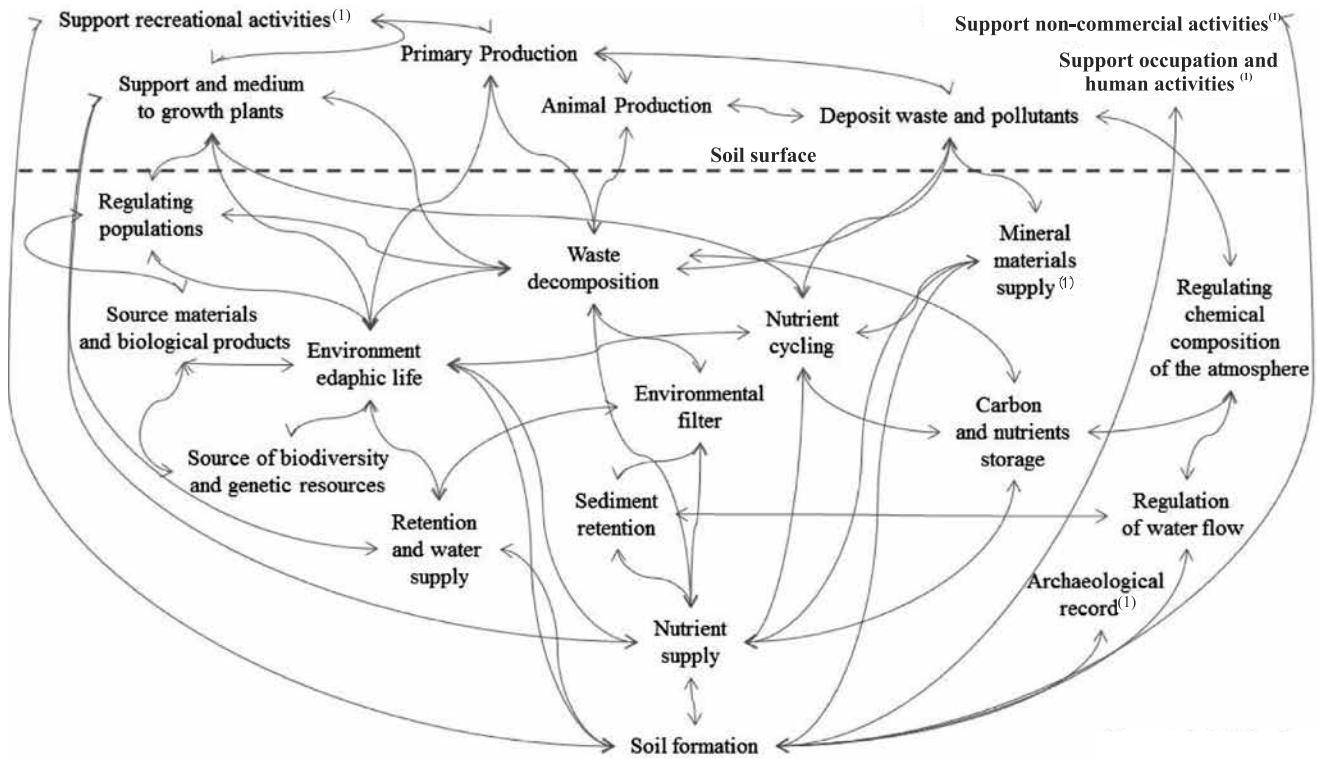 Support recreational activities(1)
Support non-commercial activities(1)
Primary Production
Support occupation and
human activities (1)
Support and medium
to growth plants
Animal Production
Deposit waste and pollutants
Soil surface
Regulating
populations
Waste
decomposition
Mineral
materials
supply(1)
Source materials
and biological products
Nutrient
cycling
Regulating
chemical
composition
of the atmosphere
Environment
edaphic life
Environmental
filter
Carbon
and nutrients
storage
Source of biodiversity
and genetic resources
Sediment
retention
Regulation
of water flow
Retention
and water
supply
Archaeological
record(1)
Nutrient
supply
Soil formation